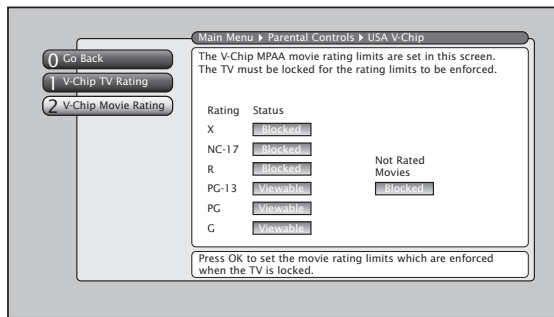 Main Menu ▶ Parental Controls ▶ USA V-Chip
0 Go Back
1 V-Chip TV Rating
2 V-Chip Movie Rating
The V-Chip MPAA movie rating limits are set in this screen.
The TV must be locked for the rating limits to be enforced.
Rating Status
X Blocked
NC-17 Blocked
R Blocked
PG-13 Viewable
PG Viewable
G Viewable
Not Rated
Movies
Blocked
Press OK to set the movie rating limits which are enforced
when the TV is locked.